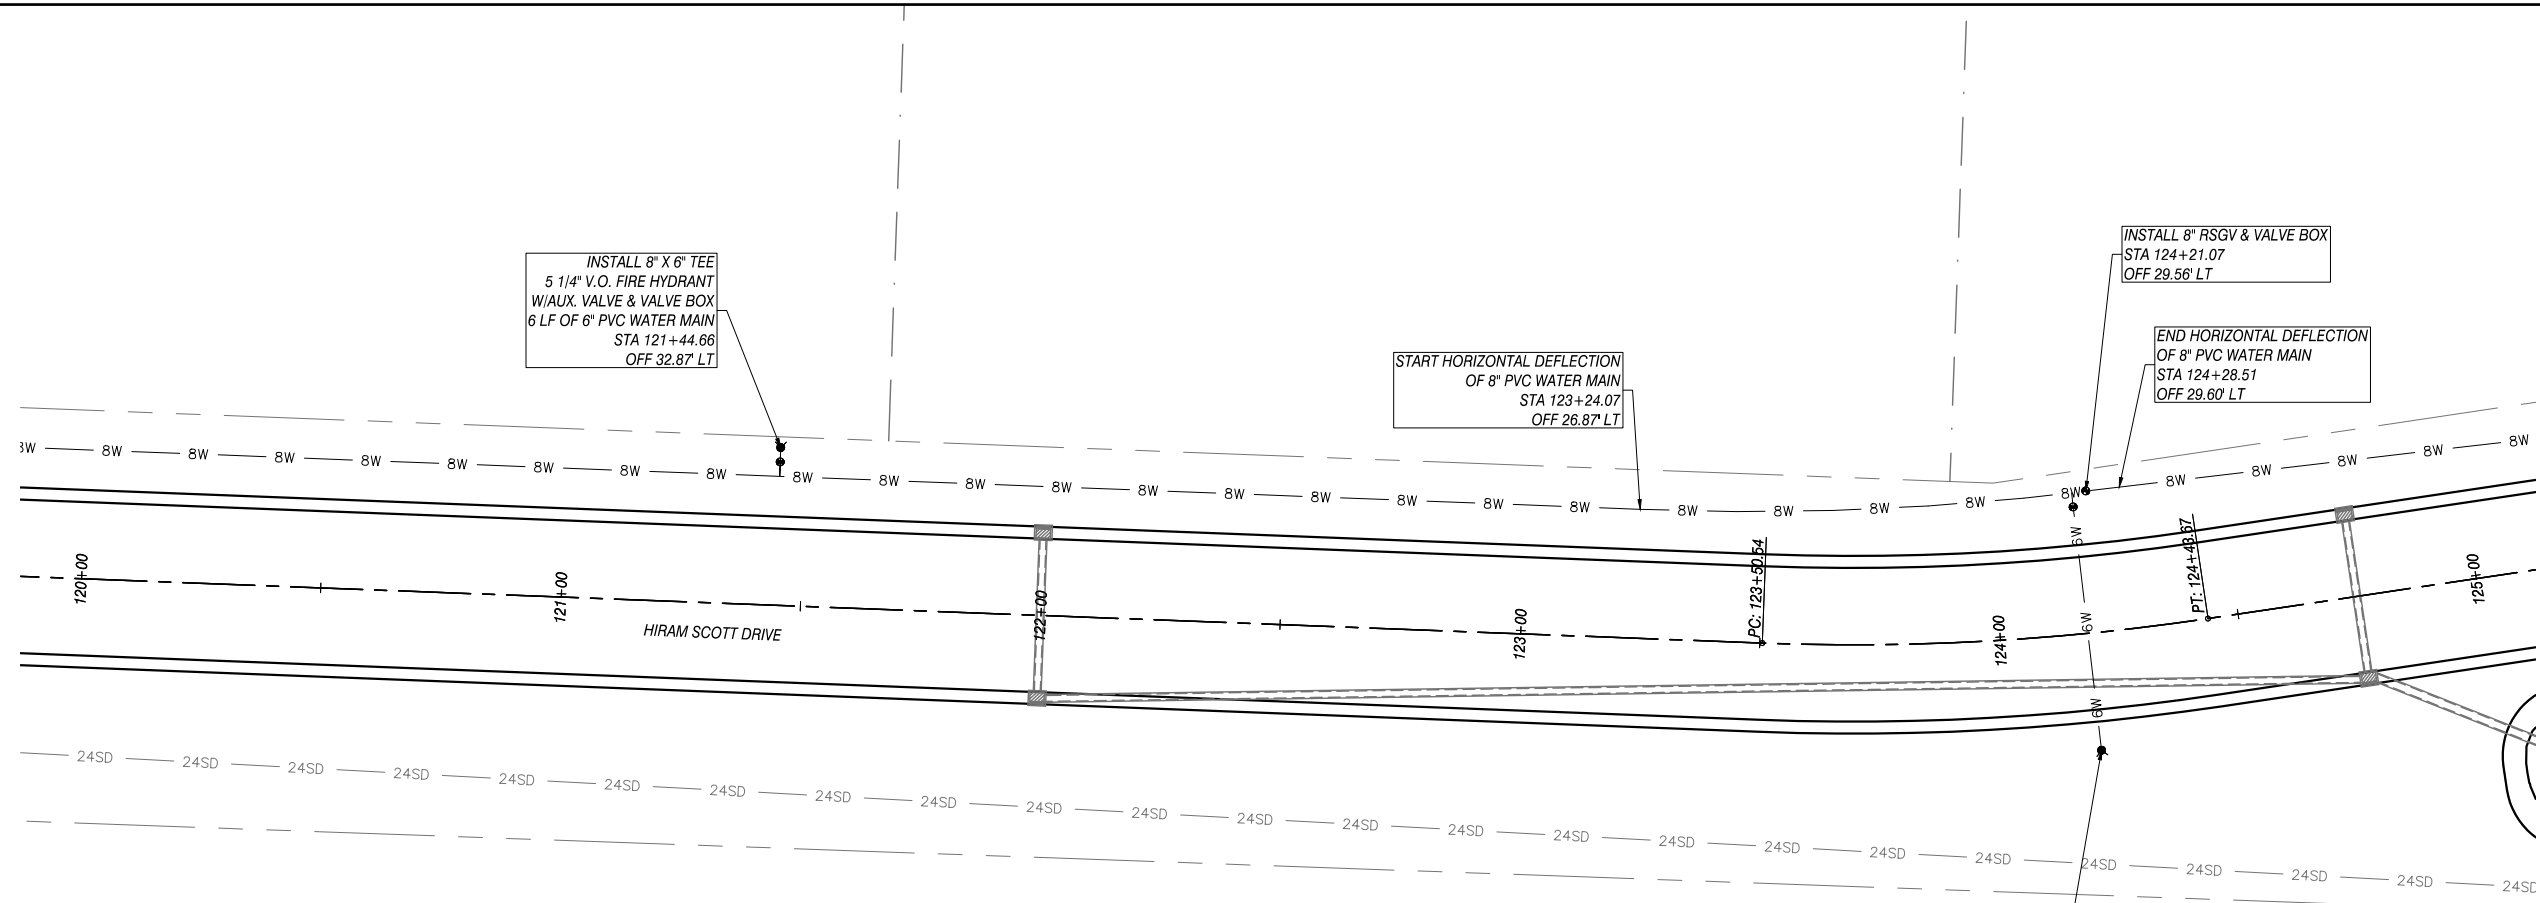 INSTALL 8" X 6" TEE
5 1/4" V.O. FIRE HYDRANT
W/AUX. VALVE & VALVE BOX
6 LF OF 6" PVC WATER MAIN
STA 121+44.66
OFF 32.87' LT
START HORIZONTAL DEFLECTION
OF 8" PVC WATER MAIN
STA 123+24.07
OFF 26.87' LT
INSTALL 8" RSGV & VALVE BOX
STA 124+21.07
OFF 29.56' LT
END HORIZONTAL DEFLECTION
OF 8" PVC WATER MAIN
STA 124+28.51
OFF 29.60' LT
8W 8W 8W 8W 8W 8W 8W 8W 8W 8W 8W 8W 8W 8W 8W 8W 8W 8W 8W 8W 8W 8W 8W 8W 8W 8W 8W 8W 8W
6W
6W
6W
120+00
121+00
122+00
123+00
PC: 123+50.54
124+00
PT: 124+43.67
125+00
HIRAM SCOTT DRIVE
24SD 24SD 24SD 24SD 24SD 24SD 24SD 24SD 24SD 24SD 24SD 24SD 24SD 24SD 24SD 24SD 24SD 24SD 24SD 24SD 24SD 24SD 24SD 24SD